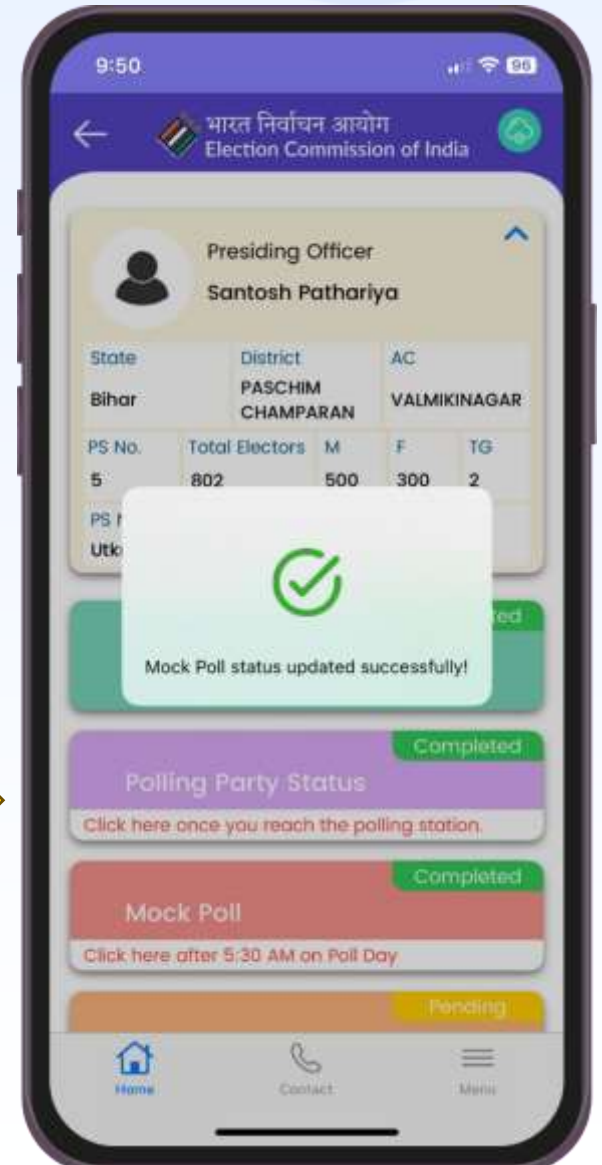 9:50
96
भारत निर्वाचन आयोग
Election Commission of India
Presiding Officer
Santosh Pathariya
State District AC
Bihar PASCHIM CHAMPARAN VALMIKINAGAR
PS No. Total Electors M F TG
5 802 500 300 2
PS
Mock Poll status updated successfully!
Completed
Polling Party Status
Click here once you reach the polling station.
Completed
Mock Poll
Click here after 5:30 AM on Poll Day
Pending
Home Contact Menu